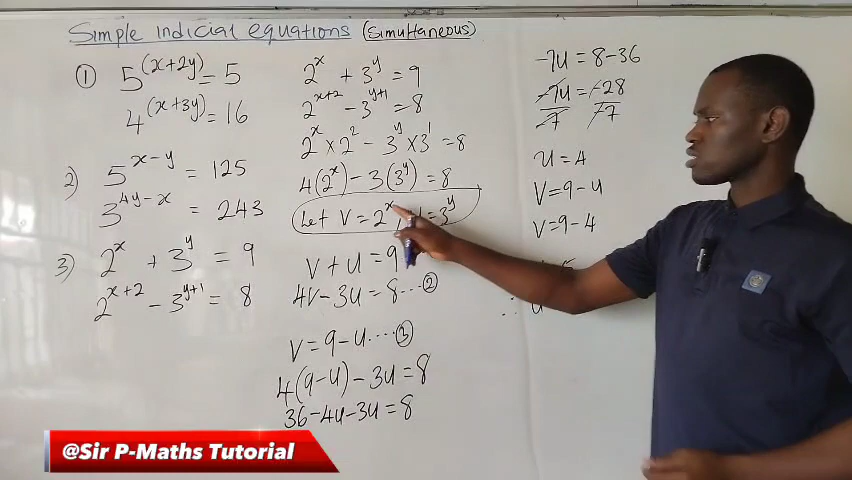 Simple indicial equations (Simultaneous)
① 5^(x+2y) = 5
4^(x+3y) = 16
2) 5^x-y = 125
3^4y-x = 243
3) 2^x + 3^y = 9
2^x+2 - 3^y+1 = 8
2^x + 3^y = 9
2^x+2 - 3^y+1 = 8
2^x × 2^2 - 3^y × 3^1 = 8
4(2^x) - 3(3^y) = 8
Let V = 2^x, = 3^y
V + U = 9
4V - 3U = 8 ... ②
V = 9 - U .... ③
4(9-U) - 3U = 8
36 - 4U - 3U = 8
-7U = 8 - 36
-7U = -28
-7 -7
U = 4
V = 9 - U
V = 9 - 4
∴ U
@Sir P-Maths Tutorial